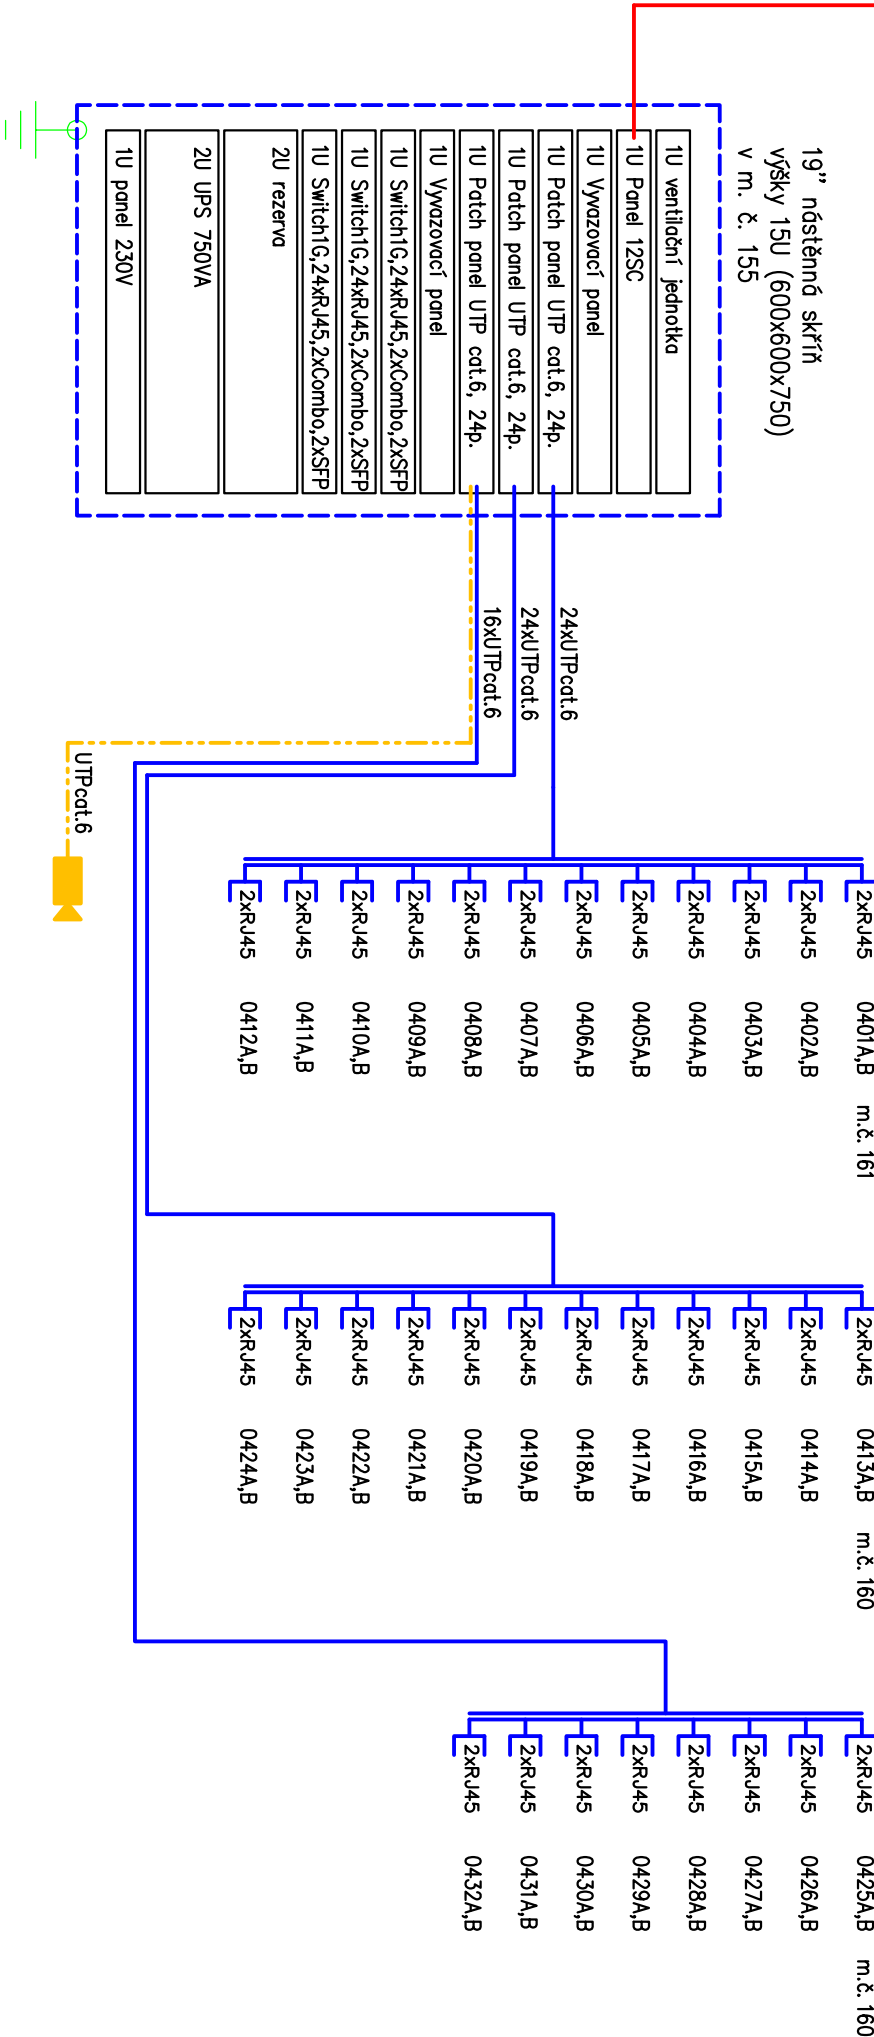 19” nástěnná skříň
výšky 15U (600x600x750)
v m. č. 155
1U ventilační jednotka
1U Panel 12SC
1U Vyvazovací panel
1U Patch panel UTP cat.6, 24p.
1U Patch panel UTP cat.6, 24p.
1U Patch panel UTP cat.6, 24p.
1U Vyvazovací panel
1U Switch1G,24xRJ45,2xCombo,2xSFP
1U Switch1G,24xRJ45,2xCombo,2xSFP
1U Switch1G,24xRJ45,2xCombo,2xSFP
2U rezerva
2U UPS 750VA
1U panel 230V
24xUTPcat.6
24xUTPcat.6
16xUTPcat.6
UTPcat.6
2xRJ45 0401A,B m.č. 161
2xRJ45 0402A,B
2xRJ45 0403A,B
2xRJ45 0404A,B
2xRJ45 0405A,B
2xRJ45 0406A,B
2xRJ45 0407A,B
2xRJ45 0408A,B
2xRJ45 0409A,B
2xRJ45 0410A,B
2xRJ45 0411A,B
2xRJ45 0412A,B
2xRJ45 0413A,B m.č. 160
2xRJ45 0414A,B
2xRJ45 0415A,B
2xRJ45 0416A,B
2xRJ45 0417A,B
2xRJ45 0418A,B
2xRJ45 0419A,B
2xRJ45 0420A,B
2xRJ45 0421A,B
2xRJ45 0422A,B
2xRJ45 0423A,B
2xRJ45 0424A,B
2xRJ45 0425A,B m.č. 160
2xRJ45 0426A,B
2xRJ45 0427A,B
2xRJ45 0428A,B
2xRJ45 0429A,B
2xRJ45 0430A,B
2xRJ45 0431A,B
2xRJ45 0432A,B